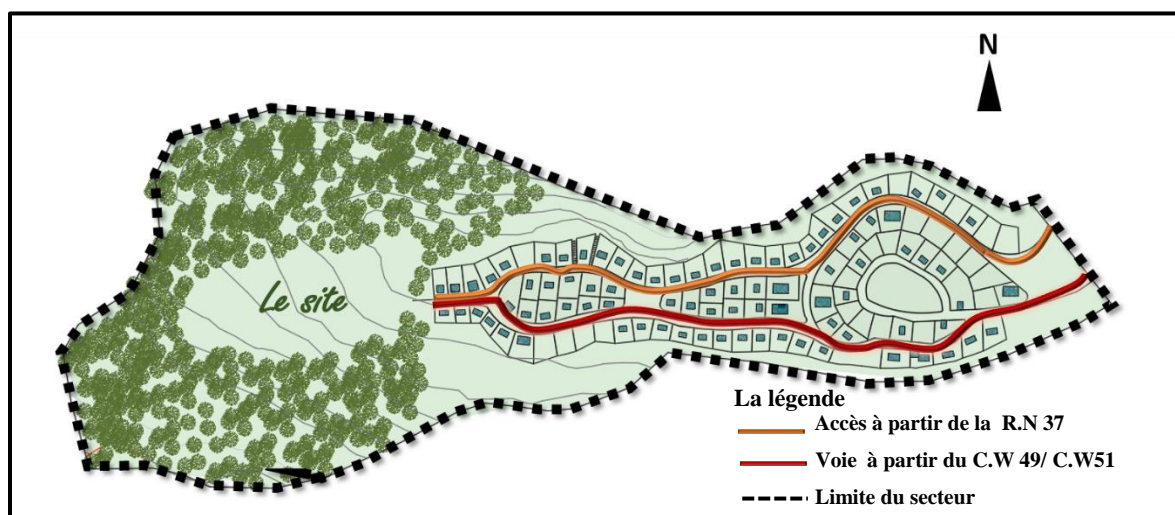 N
Le site
La légende
Accès à partir de la R.N 37
Voie à partir du C.W 49/ C.W51
Limite du secteur